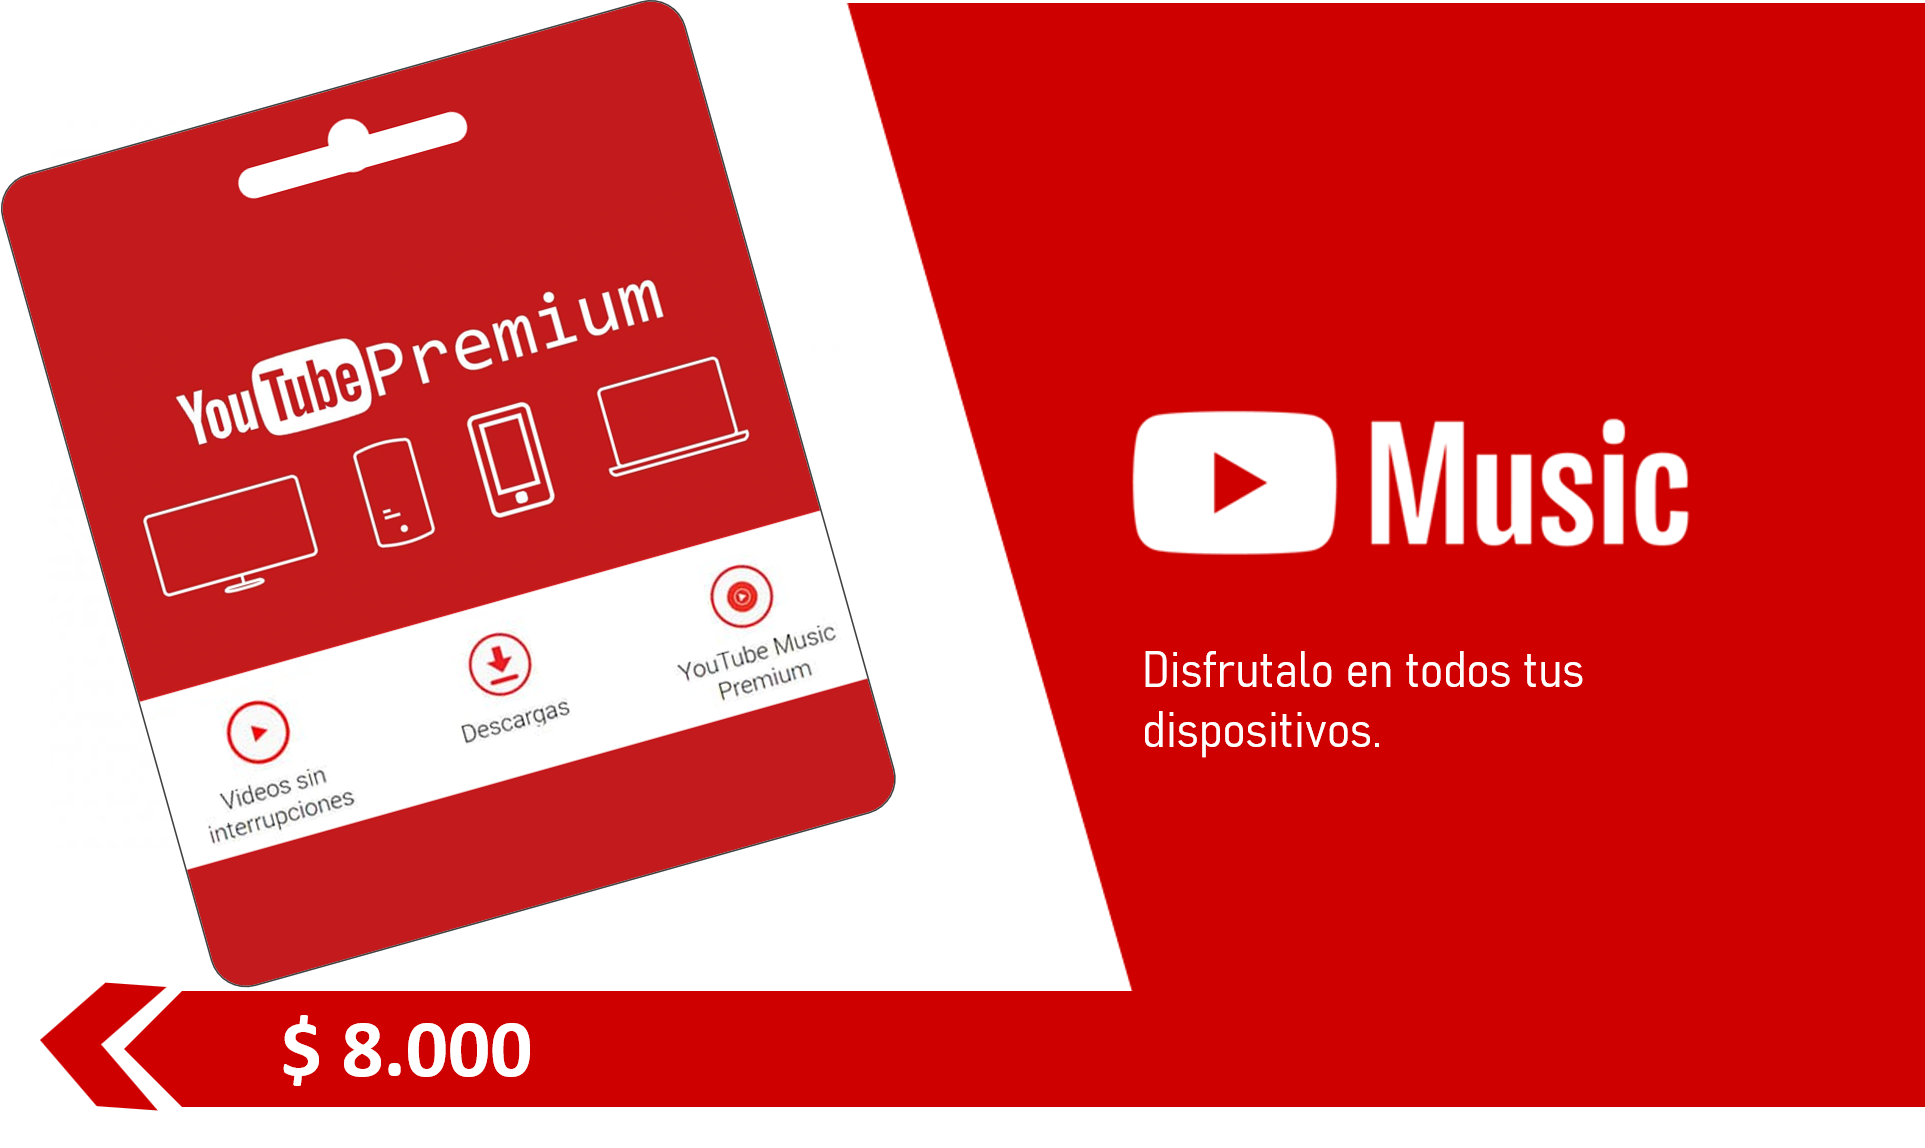 YouTube Premium
Videos sin
interrupciones
Descargas
YouTube Music
Premium
Music
Disfrutalo en todos tus
dispositivos.
$ 8.000